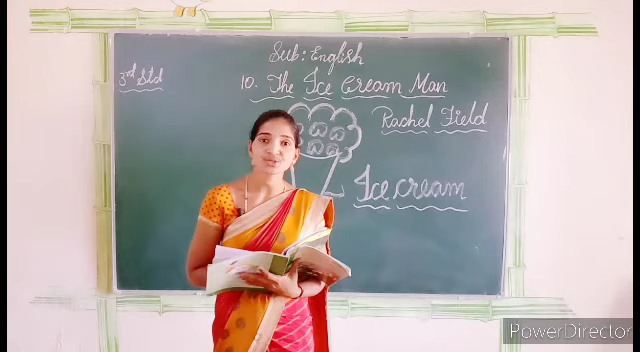 Sub: English
3rd Std
10. The Ice Cream Man
Rachel Field
Ice cream
PowerDirector